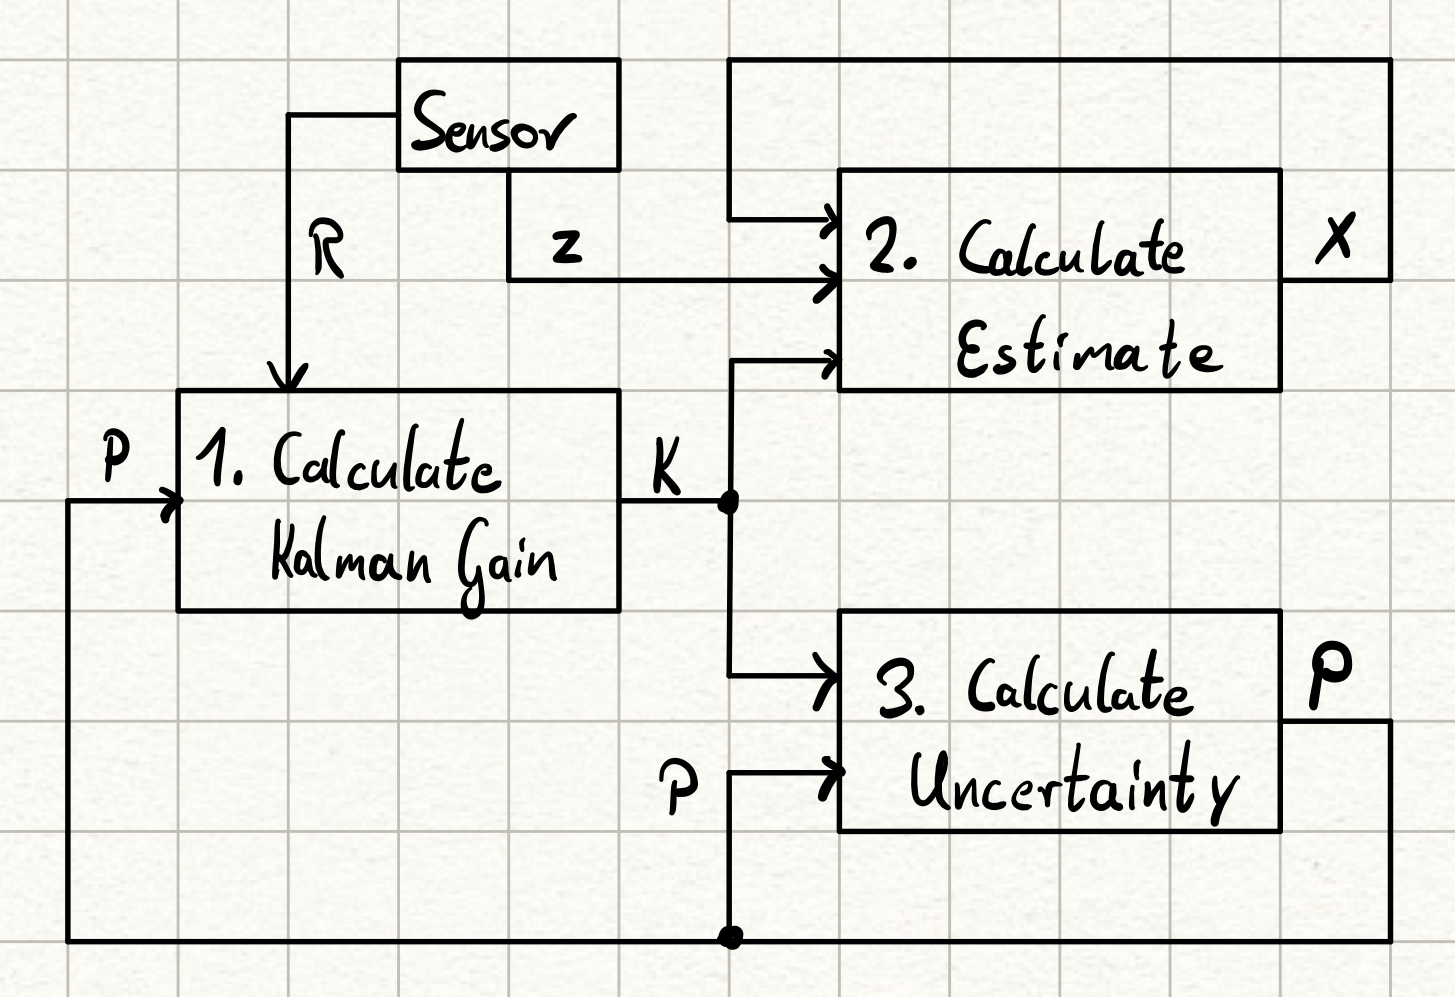 Sensor
R
z
2. Calculate
Estimate
X
P
1. Calculate
Kalman Gain
K
3. Calculate
Uncertainty
P
P